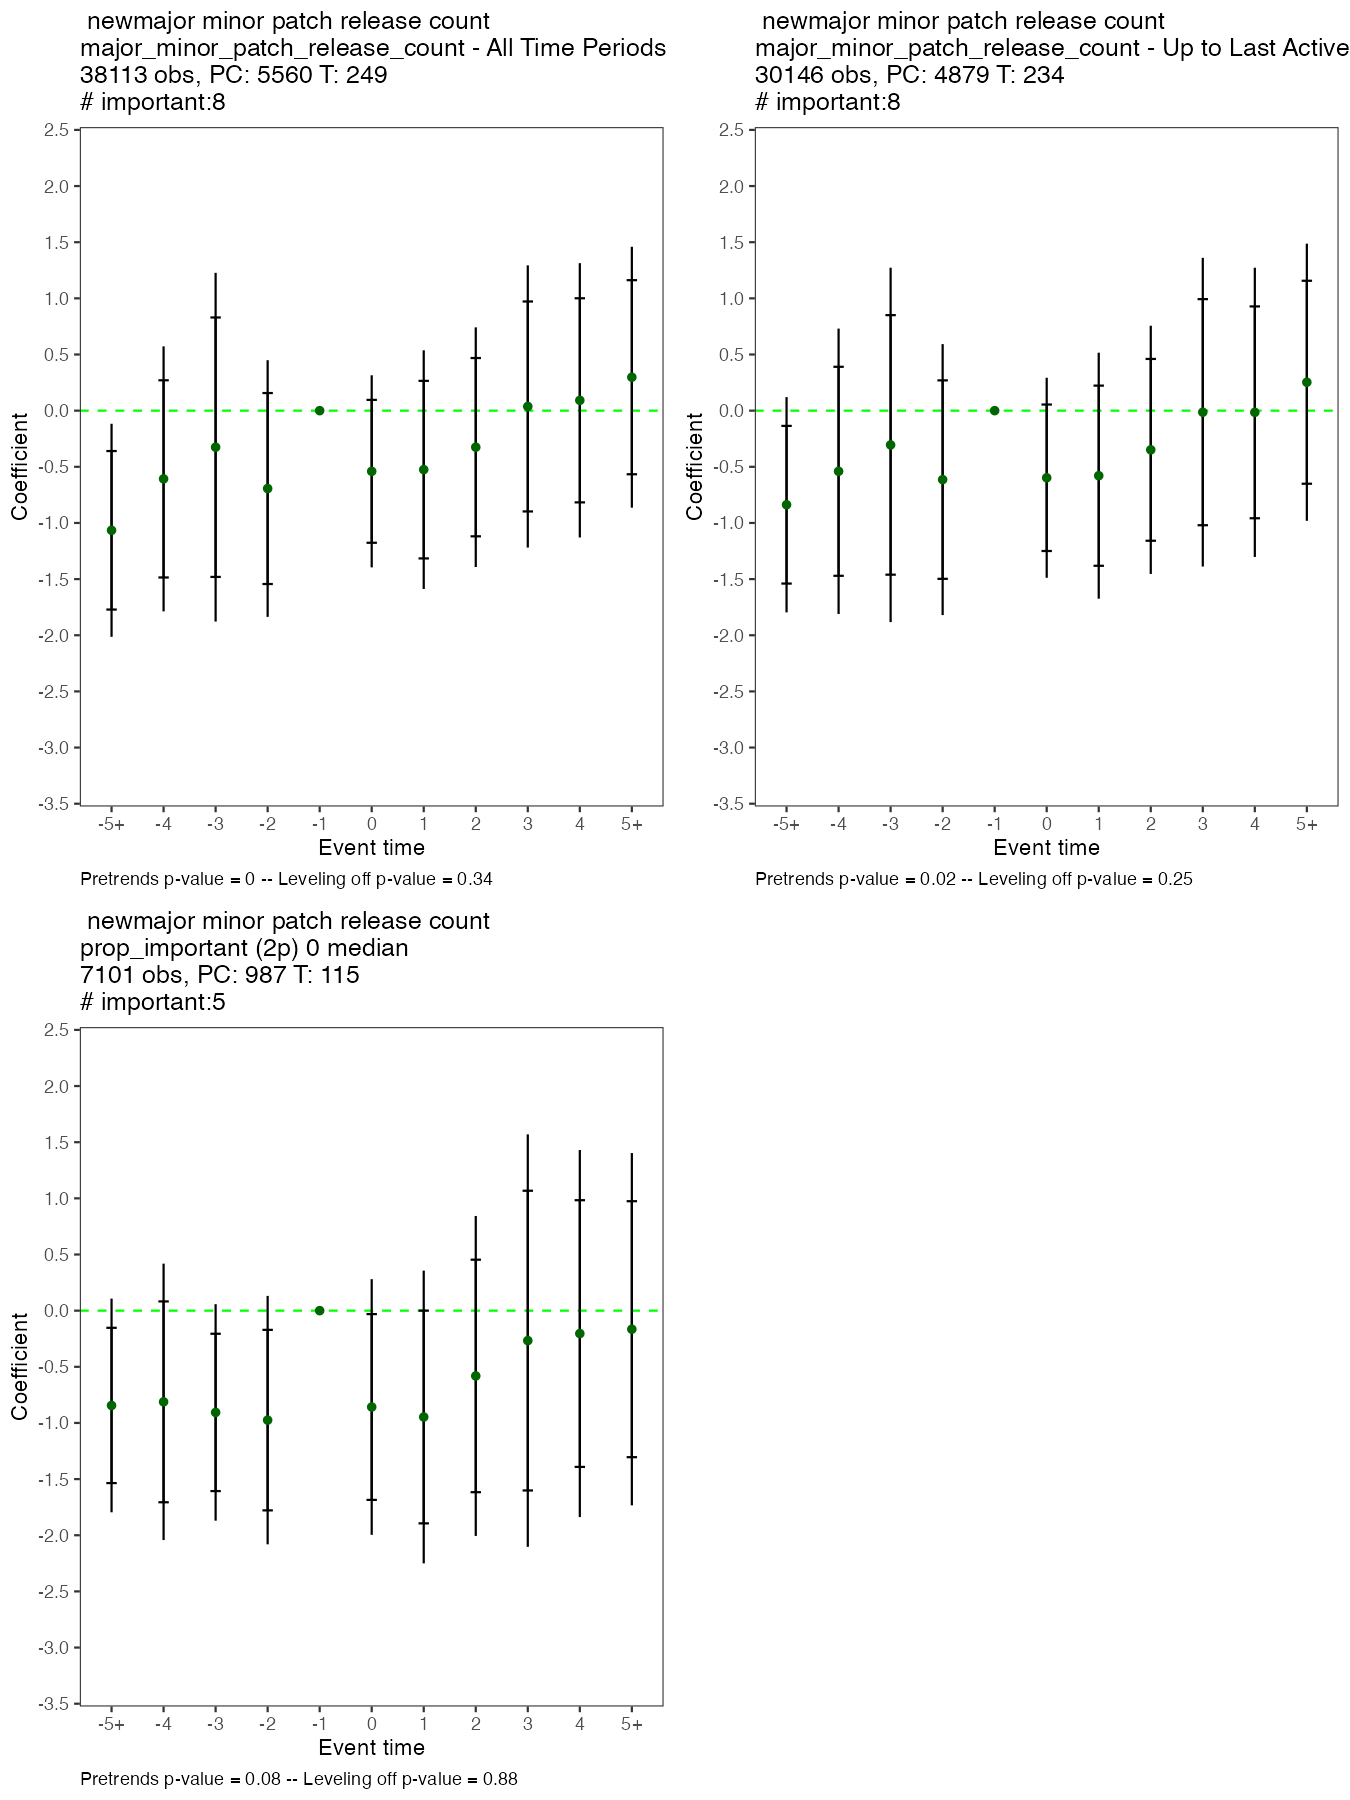 newmajor minor patch release count
major_minor_patch_release_count - All Time Periods
38113 obs, PC: 5560 T: 249
# important:8
2.5
2.0
1.5
1.0
0.5
0.0
-0.5
-1.0
-1.5
-2.0
-2.5
-3.0
-3.5
Coefficient
-5+ -4 -3 -2 -1 0 1 2 3 4 5+
Event time
Pretrends p-value = 0 -- Leveling off p-value = 0.34
newmajor minor patch release count
major_minor_patch_release_count - Up to Last Active
30146 obs, PC: 4879 T: 234
# important:8
2.5
2.0
1.5
1.0
0.5
0.0
-0.5
-1.0
-1.5
-2.0
-2.5
-3.0
-3.5
Coefficient
-5+ -4 -3 -2 -1 0 1 2 3 4 5+
Event time
Pretrends p-value = 0.02 -- Leveling off p-value = 0.25
newmajor minor patch release count
prop_important (2p) 0 median
7101 obs, PC: 987 T: 115
# important:5
2.5
2.0
1.5
1.0
0.5
0.0
-0.5
-1.0
-1.5
-2.0
-2.5
-3.0
-3.5
Coefficient
-5+ -4 -3 -2 -1 0 1 2 3 4 5+
Event time
Pretrends p-value = 0.08 -- Leveling off p-value = 0.88